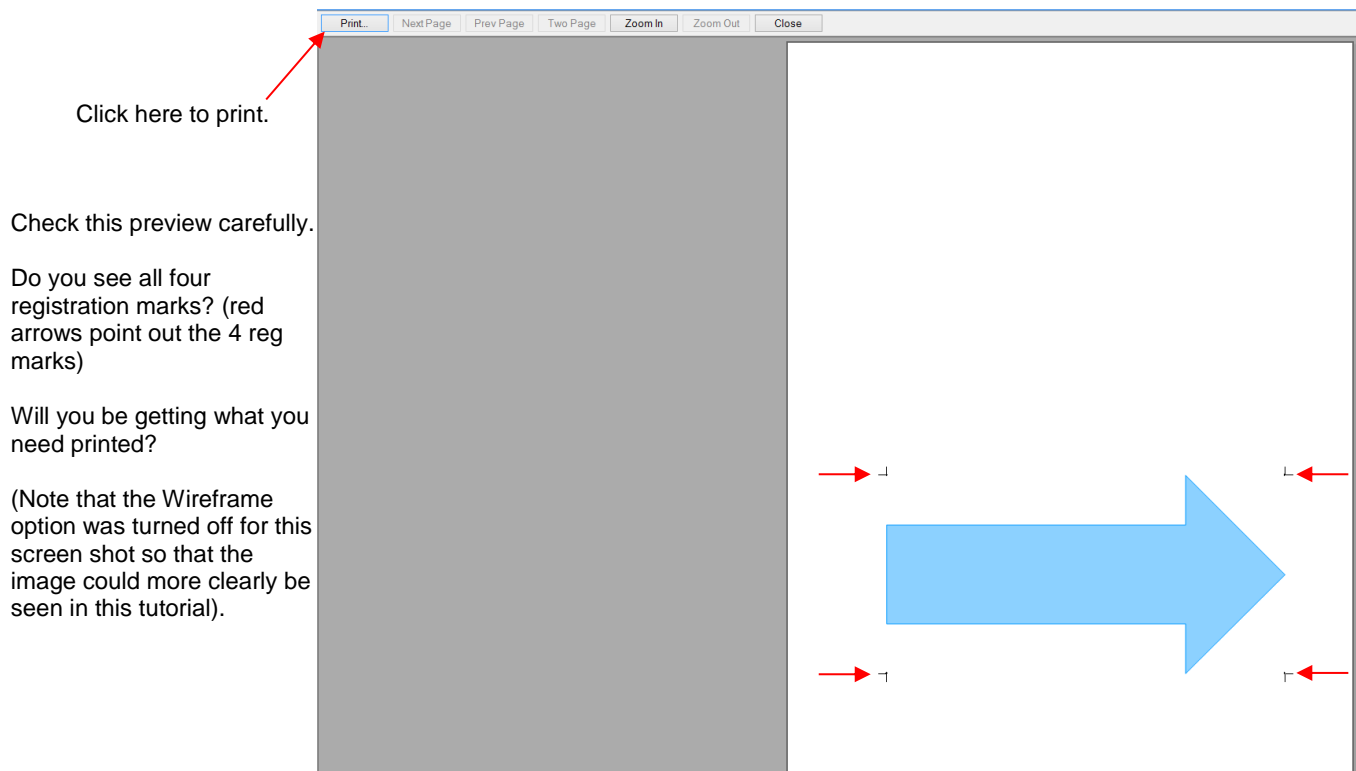 Print... Next Page Prev Page Two Page Zoom In Zoom Out Close
Click here to print.
Check this preview carefully.
Do you see all four
registration marks? (red
arrows point out the 4 reg
marks)
Will you be getting what you
need printed?
(Note that the Wireframe
option was turned off for this
screen shot so that the
image could more clearly be
seen in this tutorial).